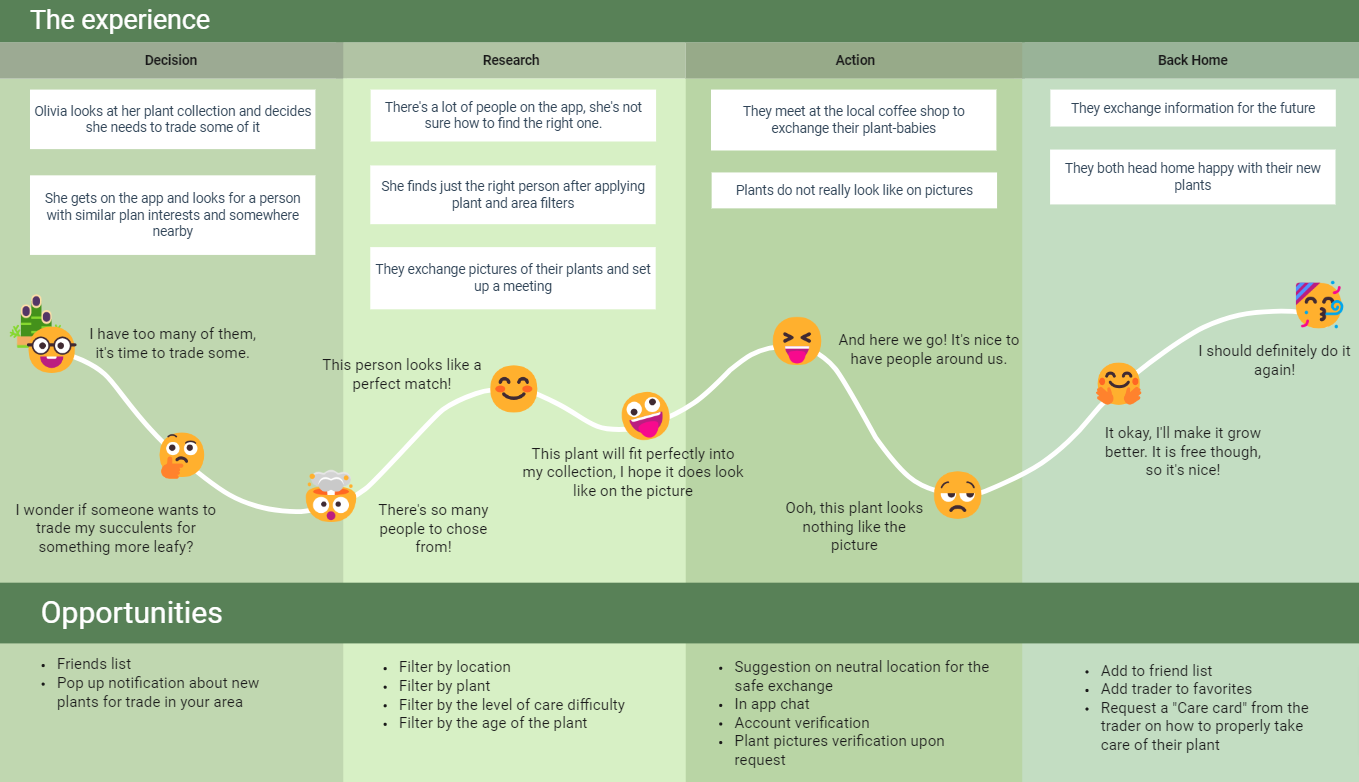 The experience
Decision
Research
Action
Back Home
Olivia looks at her plant collection and decides
she needs to trade some of it
She gets on the app and looks for a person
with similar plan interests and somewhere
nearby
There's a lot of people on the app, she's not
sure how to find the right one.
She finds just the right person after applying
plant and area filters
They exchange pictures of their plants and set
up a meeting
They meet at the local coffee shop to
exchange their plant-babies
Plants do not really look like on pictures
They exchange information for the future
They both head home happy with their new
plants
I have too many of them,
it's time to trade some.
I wonder if someone wants to
trade my succulents for
something more leafy?
There's so many
people to chose
from!
This person looks like a
perfect match!
This plant will fit perfectly into
my collection, I hope it does look
like on the picture
And here we go! It's nice to
have people around us.
Ooh, this plant looks
nothing like the
picture
It okay, I'll make it grow
better. It is free though,
so it's nice!
I should definitely do it
again!
Opportunities
• Friends list
• Pop up notification about new
plants for trade in your area
• Filter by location
• Filter by plant
• Filter by the level of care difficulty
• Filter by the age of the plant
• Suggestion on neutral location for the
safe exchange
• In app chat
• Account verification
• Plant pictures verification upon
request
• Add to friend list
• Add trader to favorites
• Request a "Care card" from the
trader on how to properly take
care of their plant